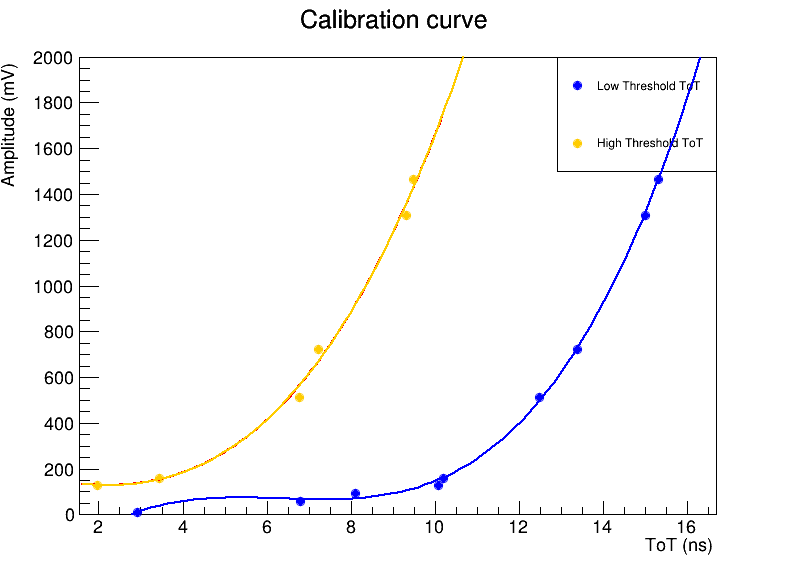 Calibration curve
Amplitude (mV)
2000
1800
1600
1400
1200
1000
800
600
400
200
0
Low Threshold ToT
High Threshold ToT
2 4 6 8 10 12 14 16
ToT (ns)